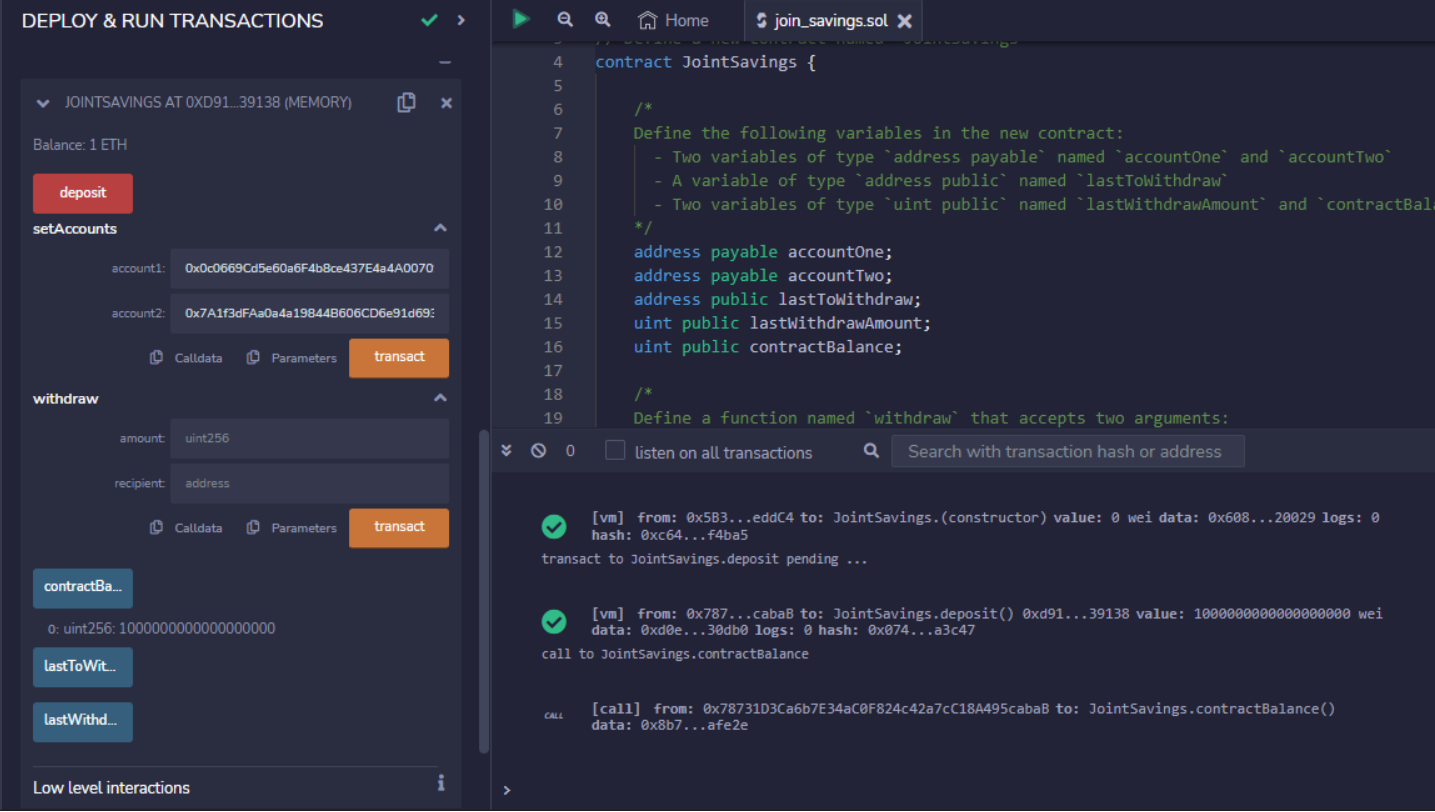 DEPLOY & RUN TRANSACTIONS
JOINTSAVINGS AT 0XD91...39138 (MEMORY)
Balance: 1 ETH
deposit
setAccounts
account1: 0x0c0669Cd5e60a6F4b8ce437E4a4A0070
account2: 0x7A1f3dFAa0a4a19844B606CD6e91d693
Calldata Parameters transact
withdraw
amount: uint256
recipient: address
Calldata Parameters transact
contractBa...
0: uint256: 1000000000000000000
lastToWit...
lastWithd...
Low level interactions
Home join_savings.sol
4 contract JointSavings {
5
6 /*
7 Define the following variables in the new contract:
8 - Two variables of type `address payable` named `accountOne` and `accountTwo`
9 - A variable of type `address public` named `lastToWithdraw`
10 - Two variables of type `uint public` named `lastWithdrawAmount` and `contractBala
11 */
12 address payable accountOne;
13 address payable accountTwo;
14 address public lastToWithdraw;
15 uint public lastWithdrawAmount;
16 uint public contractBalance;
17
18 /*
19 Define a function named `withdraw` that accepts two arguments:
0 listen on all transactions Search with transaction hash or address
[vm] from: 0x5B3...eddC4 to: JointSavings.(constructor) value: 0 wei data: 0x608...20029 logs: 0
hash: 0xc64...f4ba5
transact to JointSavings.deposit pending ...
[vm] from: 0x787...cabaB to: JointSavings.deposit() 0xd91...39138 value: 1000000000000000000 wei
data: 0xd0e...30db0 logs: 0 hash: 0x074...a3c47
call to JointSavings.contractBalance
CALL [call] from: 0x78731D3Ca6b7E34aC0F824c42a7cC18A495cabaB to: JointSavings.contractBalance()
data: 0x8b7...afe2e
>